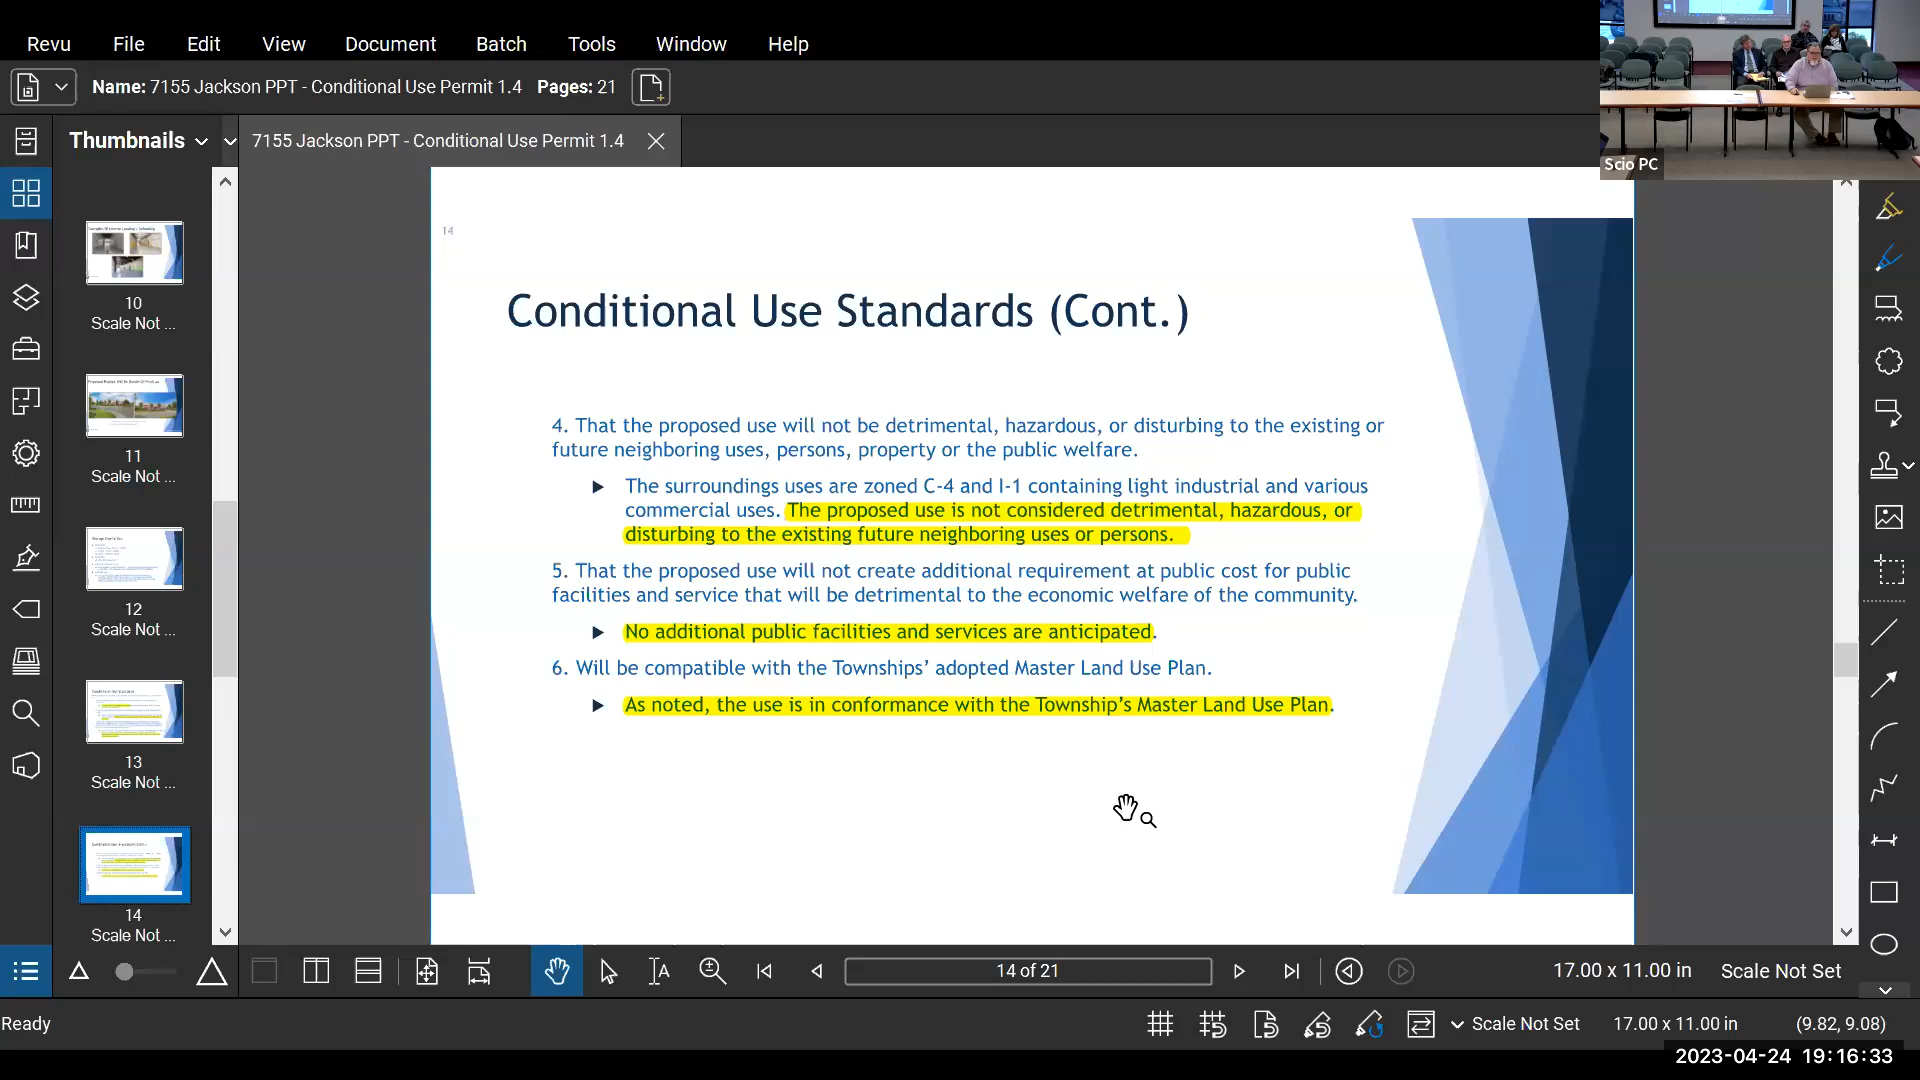 Revu File Edit View Document Batch Tools Window Help
Name: 7155 Jackson PPT - Conditional Use Permit 1.4 Pages: 21
Thumbnails
7155 Jackson PPT - Conditional Use Permit 1.4
Scio PC
10
Scale Not ...
11
Scale Not ...
12
Scale Not ...
13
Scale Not ...
14
Scale Not ...
14
Conditional Use Standards (Cont.)
4. That the proposed use will not be detrimental, hazardous, or disturbing to the existing or
future neighboring uses, persons, property or the public welfare.
The surroundings uses are zoned C-4 and I-1 containing light industrial and various
commercial uses. The proposed use is not considered detrimental, hazardous, or
disturbing to the existing future neighboring uses or persons.
5. That the proposed use will not create additional requirement at public cost for public
facilities and service that will be detrimental to the economic welfare of the community.
No additional public facilities and services are anticipated.
6. Will be compatible with the Townships’ adopted Master Land Use Plan.
As noted, the use is in conformance with the Township’s Master Land Use Plan.
14 of 21
17.00 x 11.00 in Scale Not Set
Ready
Scale Not Set 17.00 x 11.00 in (9.82, 9.08)
2023-04-24 19:16:33